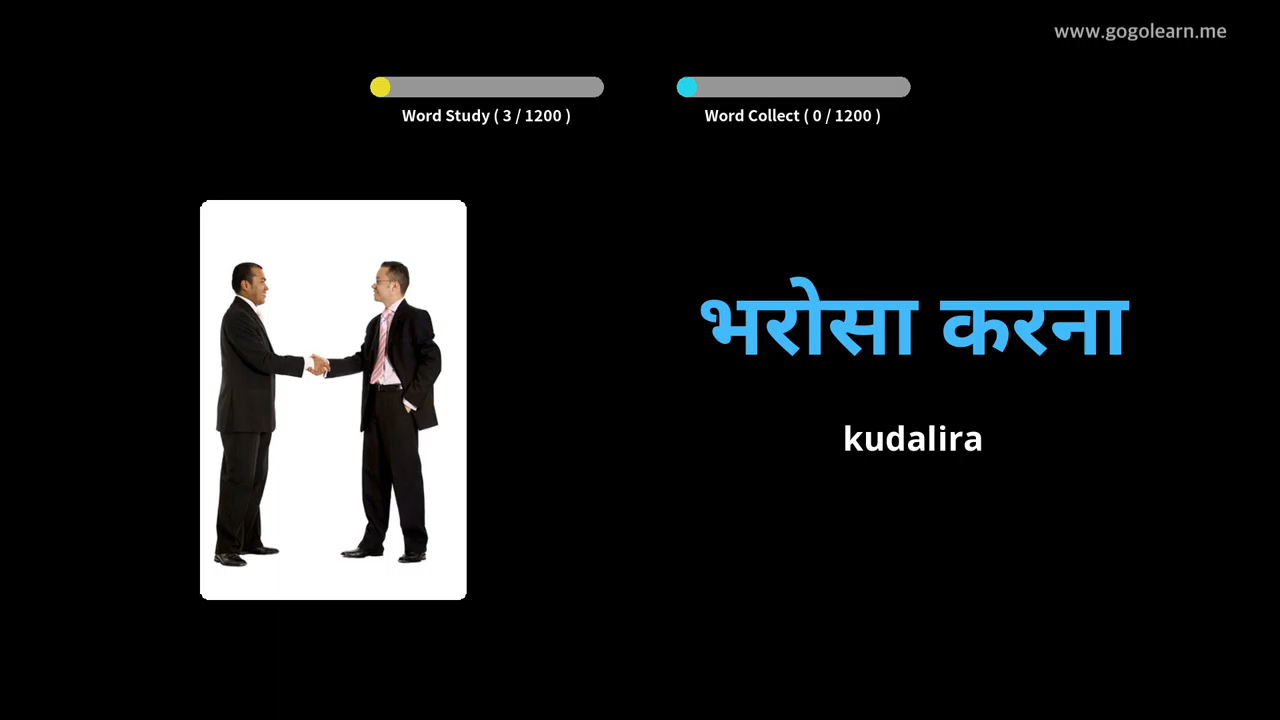 www.gogolearn.me
Word Study ( 3 / 1200 )
Word Collect ( 0 / 1200 )
भरोसा करना
kudalira